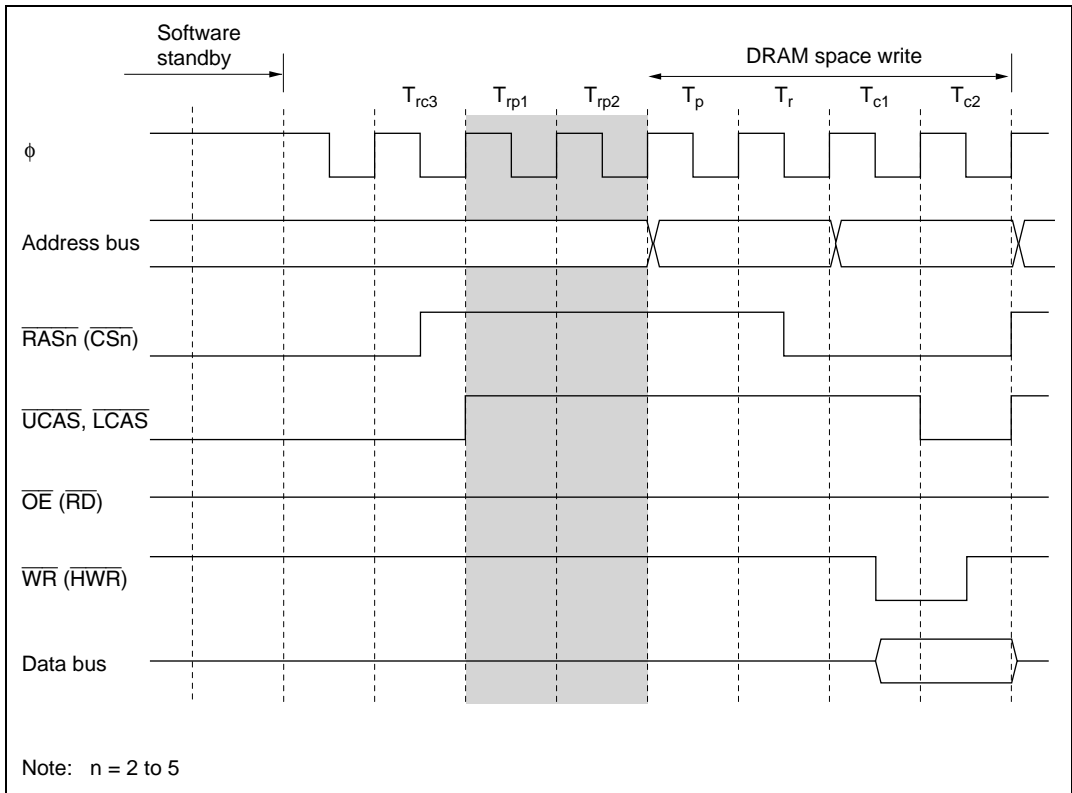 Software
standby
DRAM space write
Trc3 Trp1 Trp2 Tp Tr Tc1 Tc2
ϕ
Address bus
RASn (CSn)
UCAS, LCAS
OE (RD)
WR (HWR)
Data bus
Note: n = 2 to 5